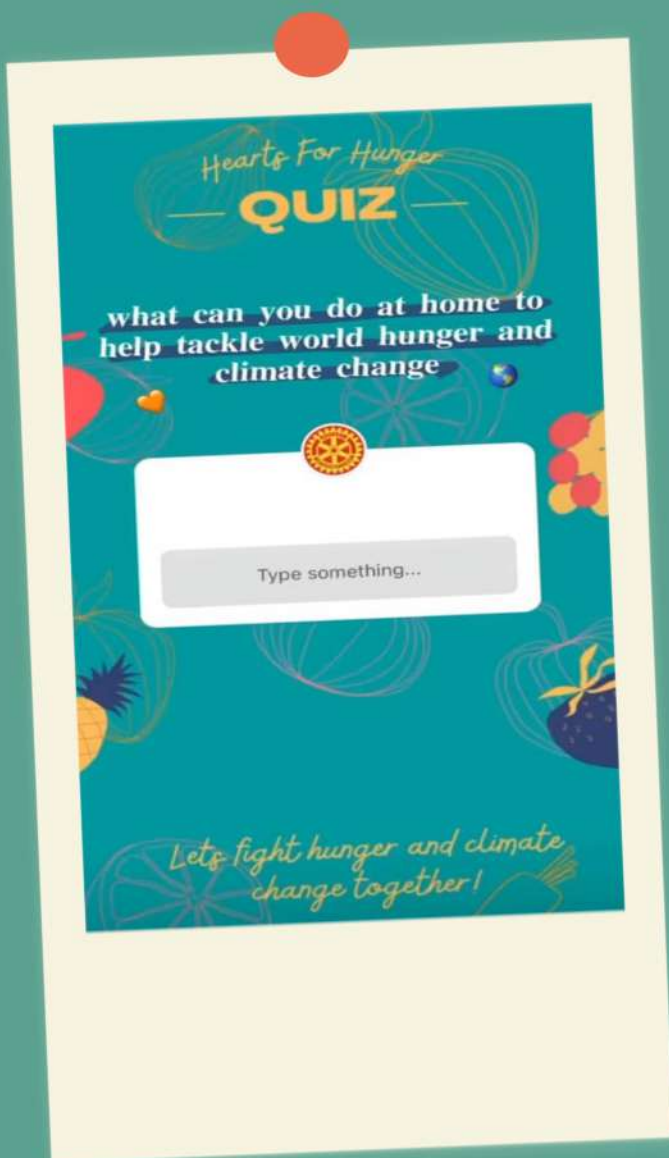 Hearts For Hunger
QUIZ
what can you do at home to
help tackle world hunger and
climate change
Type something...
Lets fight hunger and climate
change together!